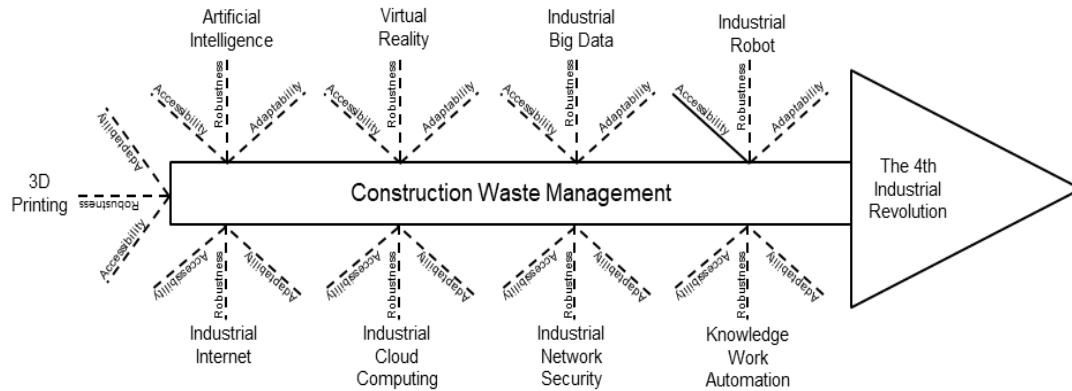 Artificial
Intelligence
Virtual
Reality
Industrial
Big Data
Industrial
Robot
Accessibility
Robustness
Adaptability
Accessibility
Robustness
Adaptability
Accessibility
Robustness
Adaptability
Accessibility
Robustness
Adaptability
3D
Printing
Adaptability
Robustness
Accessibility
Construction Waste Management
The 4th
Industrial
Revolution
Accessibility
Robustness
Adaptability
Accessibility
Robustness
Adaptability
Accessibility
Robustness
Adaptability
Accessibility
Robustness
Adaptability
Industrial
Internet
Industrial
Cloud
Computing
Industrial
Network
Security
Knowledge
Work
Automation